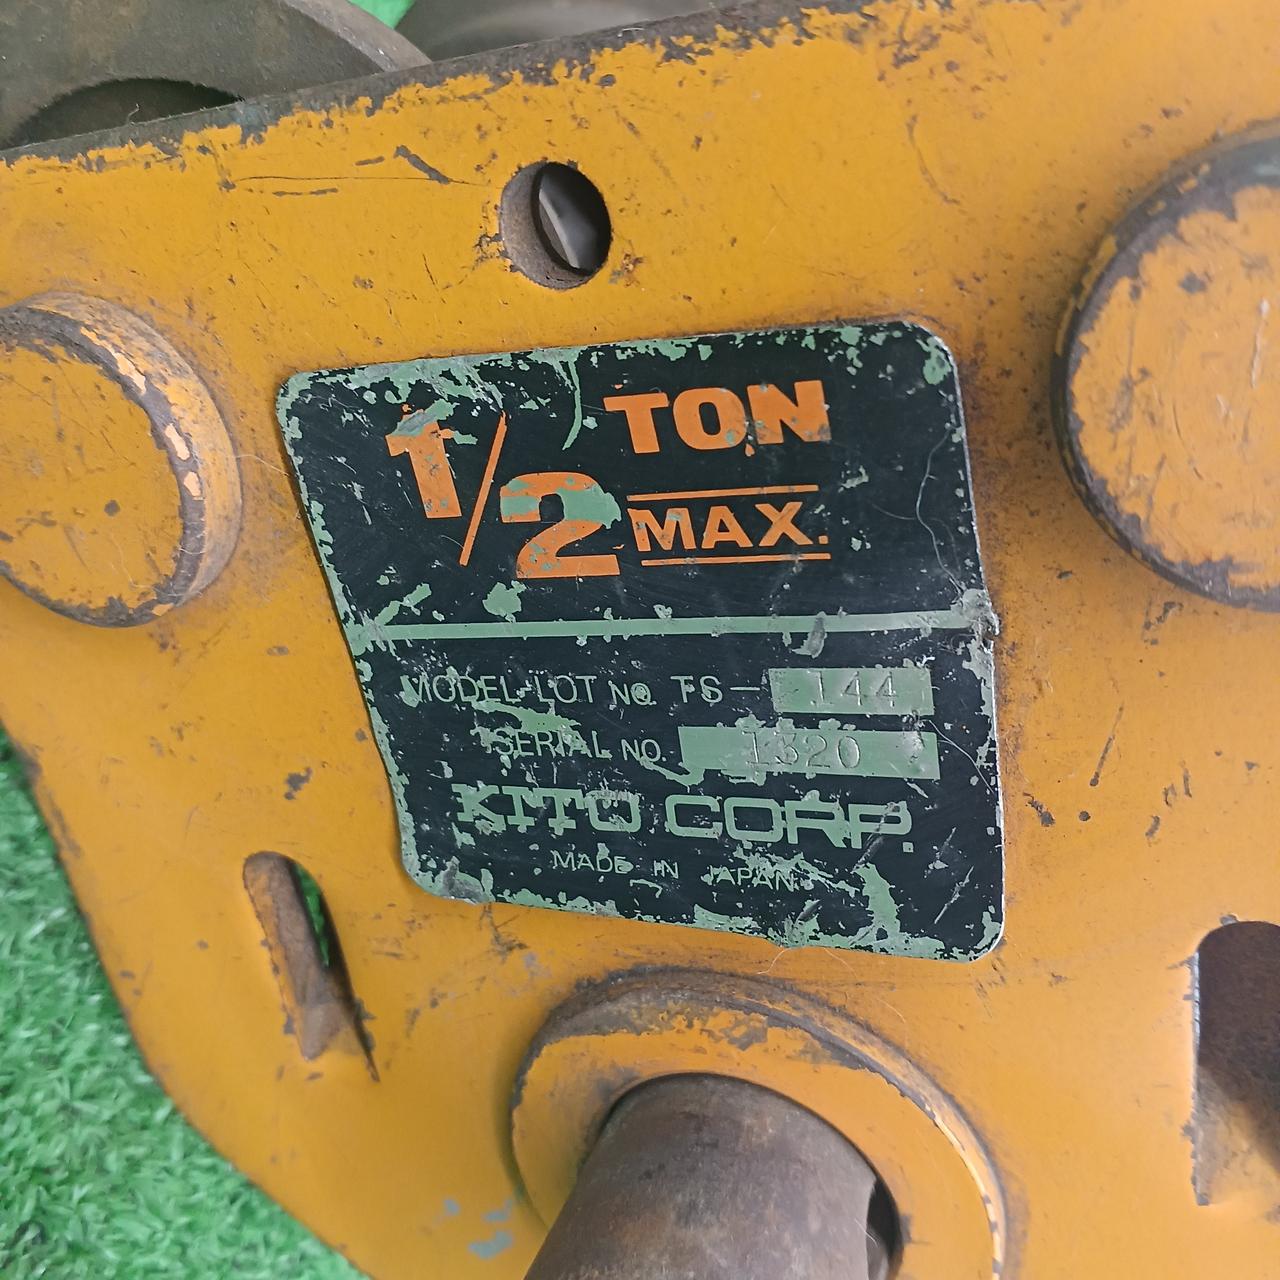 1/2 TON
MAX.
MODEL-LOT NO. TS- 144
SERIAL NO. 1320
KITO CORP.
MADE IN JAPAN